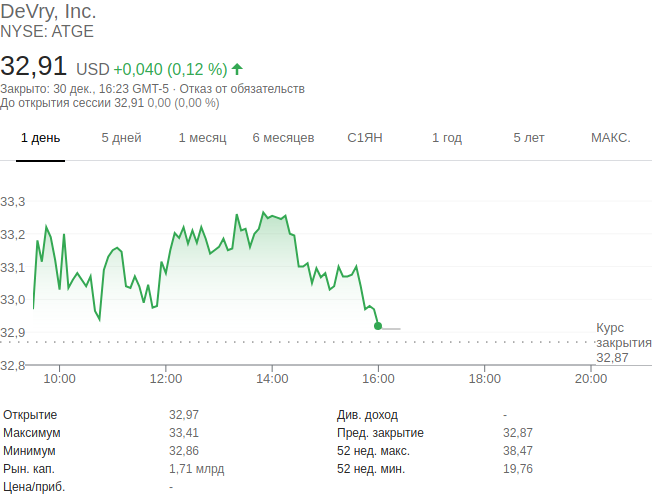 DeVry, Inc.
NYSE: ATGE
32,91 USD +0,040 (0,12 %)
Закрыто: 30 дек., 16:23 GMT-5 · Отказ от обязательств
До открытия сессии 32,91 0,00 (0,00 %)
1 день 5 дней 1 месяц 6 месяцев С1ЯН 1 год 5 лет МАКС.
33,3
33,2
33,1
33,0
32,9
Курс
закрытия
32,87
32,8
10:00 12:00 14:00 16:00 18:00 20:00
Открытие 32,97 Див. доход -
Максимум 33,41 Пред. закрытие 32,87
Минимум 32,86 52 нед. макс. 38,47
Рын. кап. 1,71 млрд 52 нед. мин. 19,76
Цена/приб. -